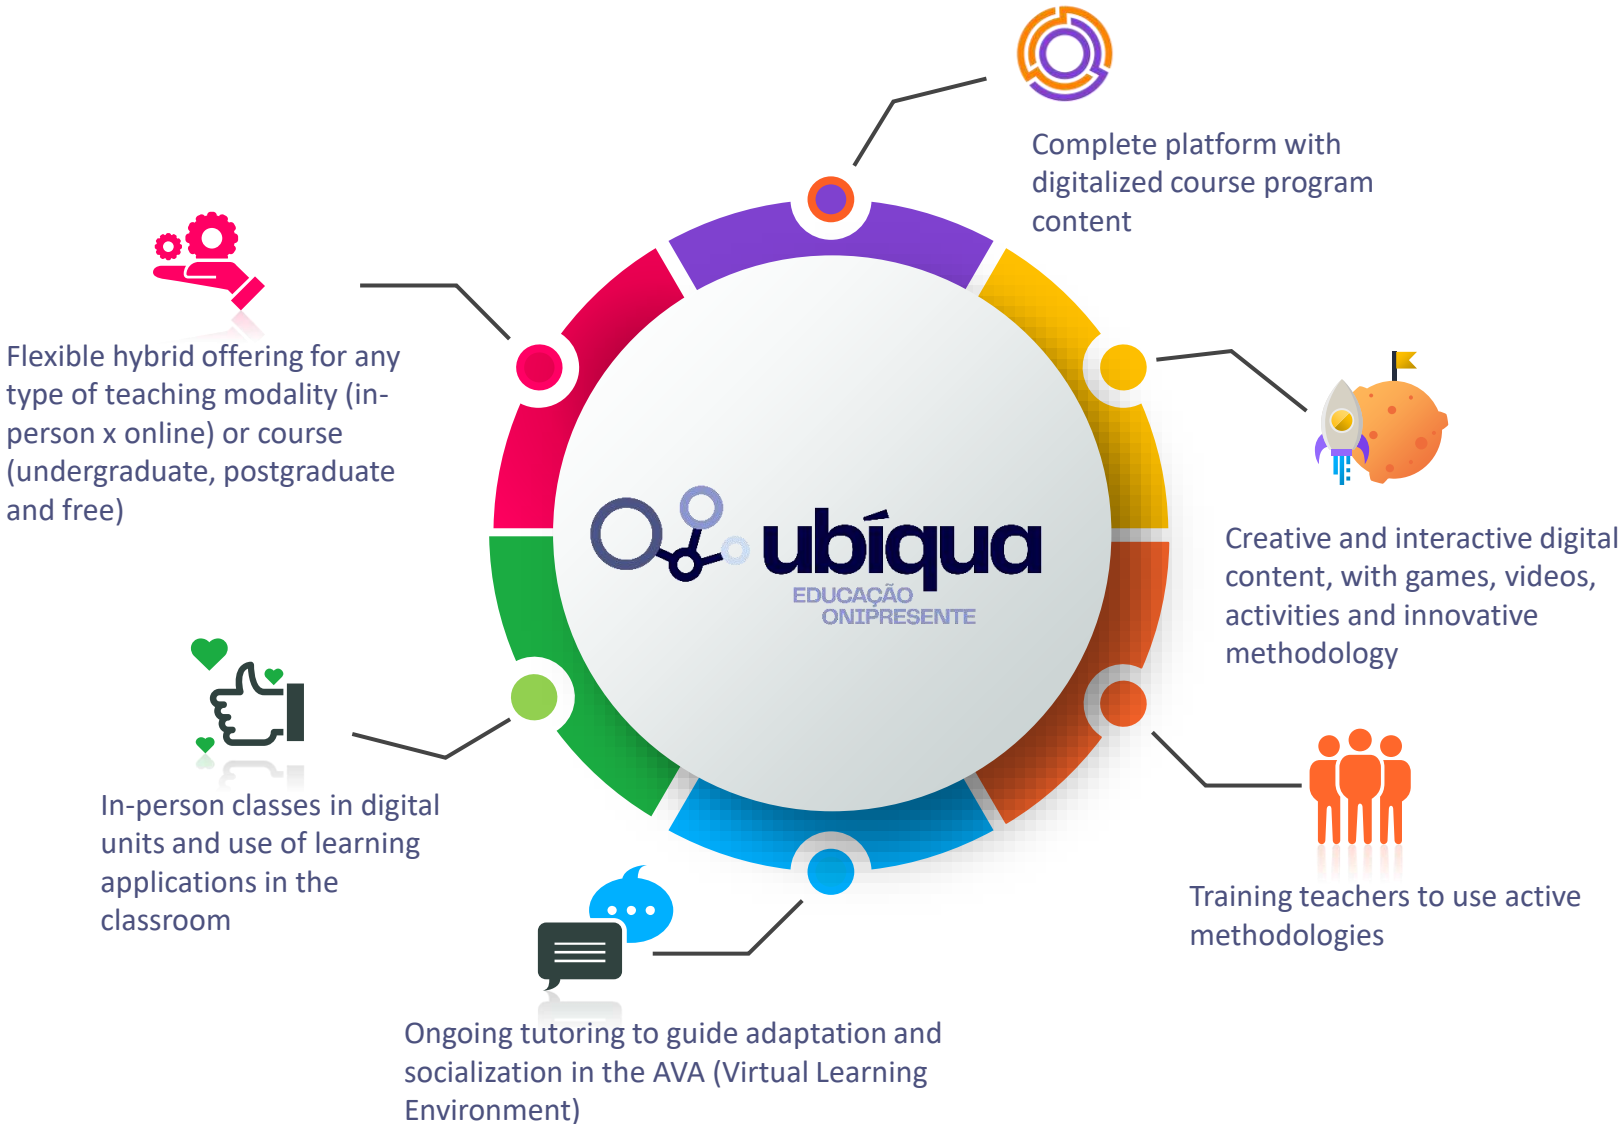 Complete platform with
digitalized course program
content
Flexible hybrid offering for any
type of teaching modality (in-
person x online) or course
(undergraduate, postgraduate
and free)
ubíqua
EDUCAÇÃO
ONIPRESENTE
Creative and interactive digital
content, with games, videos,
activities and innovative
methodology
In-person classes in digital
units and use of learning
applications in the
classroom
Training teachers to use active
methodologies
Ongoing tutoring to guide adaptation and
socialization in the AVA (Virtual Learning
Environment)